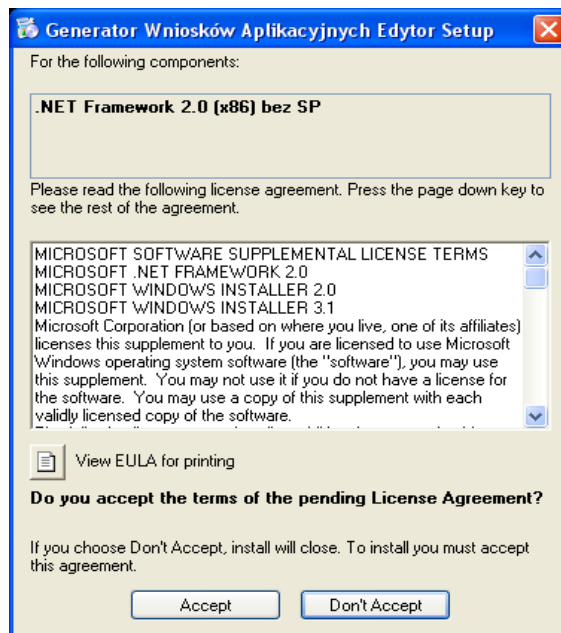 Generator Wniosków Aplikacyjnych Edytor Setup
For the following components:
.NET Framework 2.0 (x86) bez SP
Please read the following license agreement. Press the page down key to
see the rest of the agreement.
MICROSOFT SOFTWARE SUPPLEMENTAL LICENSE TERMS
MICROSOFT .NET FRAMEWORK 2.0
MICROSOFT WINDOWS INSTALLER 2.0
MICROSOFT WINDOWS INSTALLER 3.1
Microsoft Corporation (or based on where you live, one of its affiliates)
licenses this supplement to you.  If you are licensed to use Microsoft
Windows operating system software (the "software"), you may use
this supplement.  You may not use it if you do not have a license for
the software.  You may use a copy of this supplement with each
validly licensed copy of the software.
View EULA for printing
Do you accept the terms of the pending License Agreement?
If you choose Don't Accept, install will close. To install you must accept
this agreement.
Accept
Don't Accept